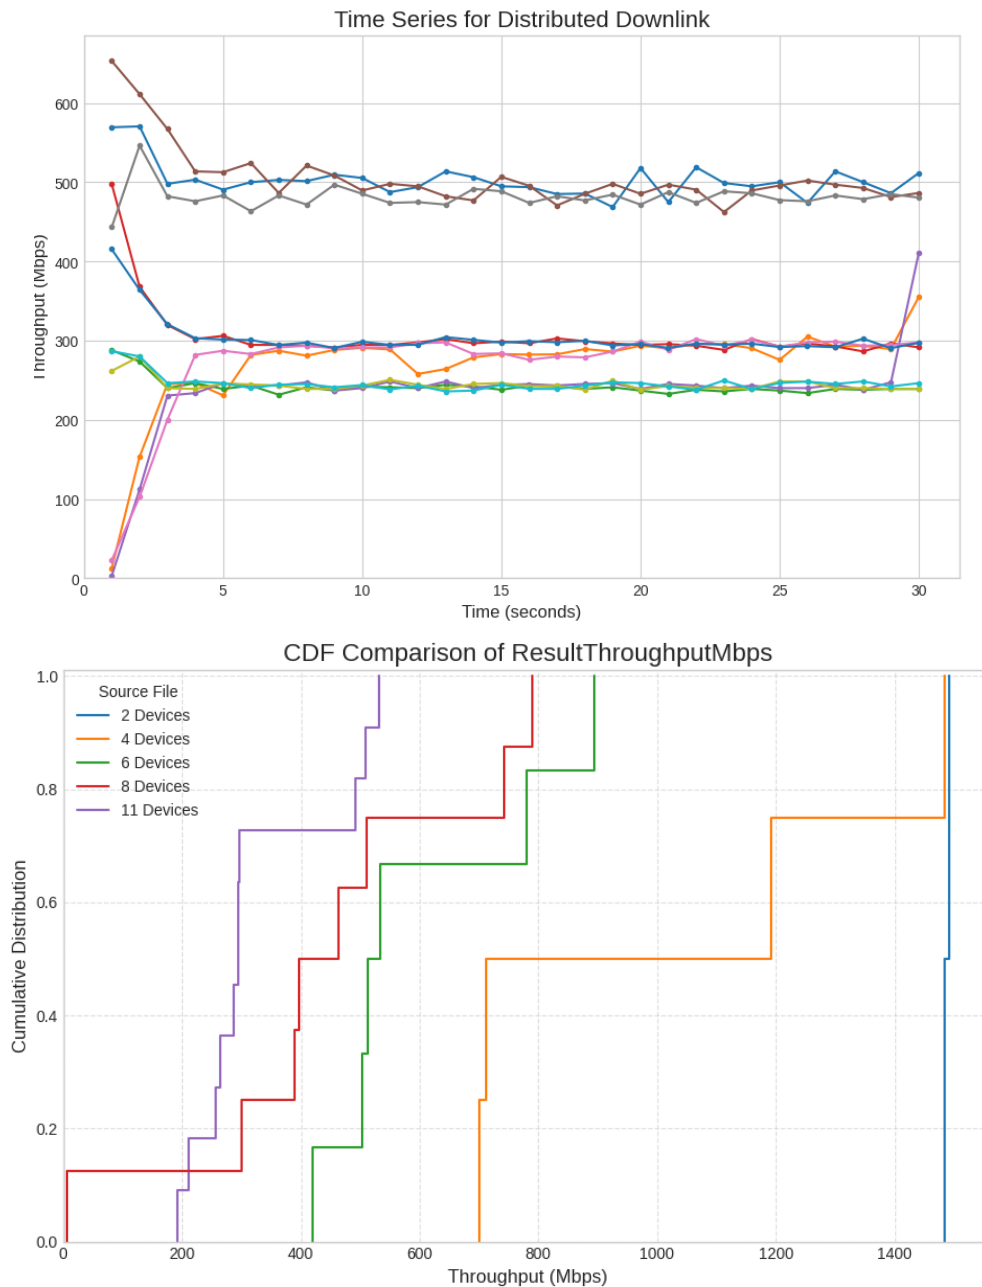 Time Series for Distributed Downlink
600
500
400
300
200
100
0
Throughput (Mbps)
0
5
10
15
20
25
30
Time (seconds)
CDF Comparison of ResultThroughputMbps
1.0
0.8
0.6
0.4
0.2
0.0
Cumulative Distribution
Source File
2 Devices
4 Devices
6 Devices
8 Devices
11 Devices
0
200
400
600
800
1000
1200
1400
Throughput (Mbps)